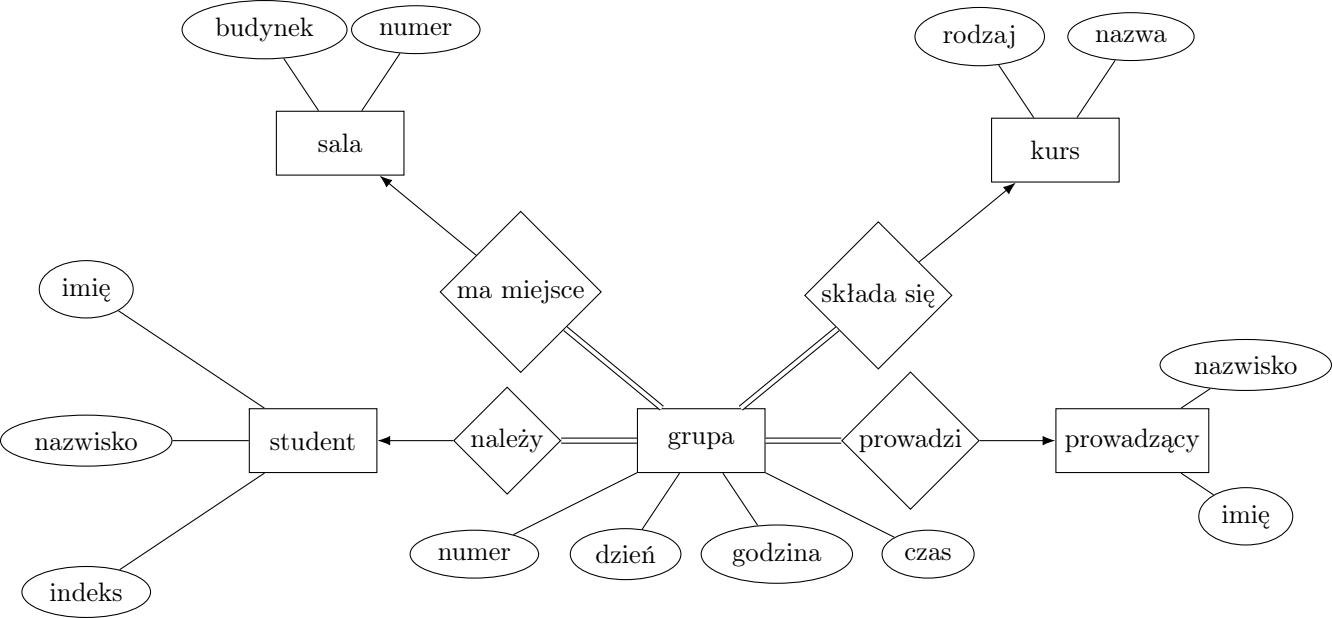 budynek
numer
rodzaj
nazwa
sala
kurs
imię
ma miejsce
składa się
nazwisko
nazwisko
student
należy
grupa
prowadzi
prowadzący
imię
numer
dzień
godzina
czas
indeks